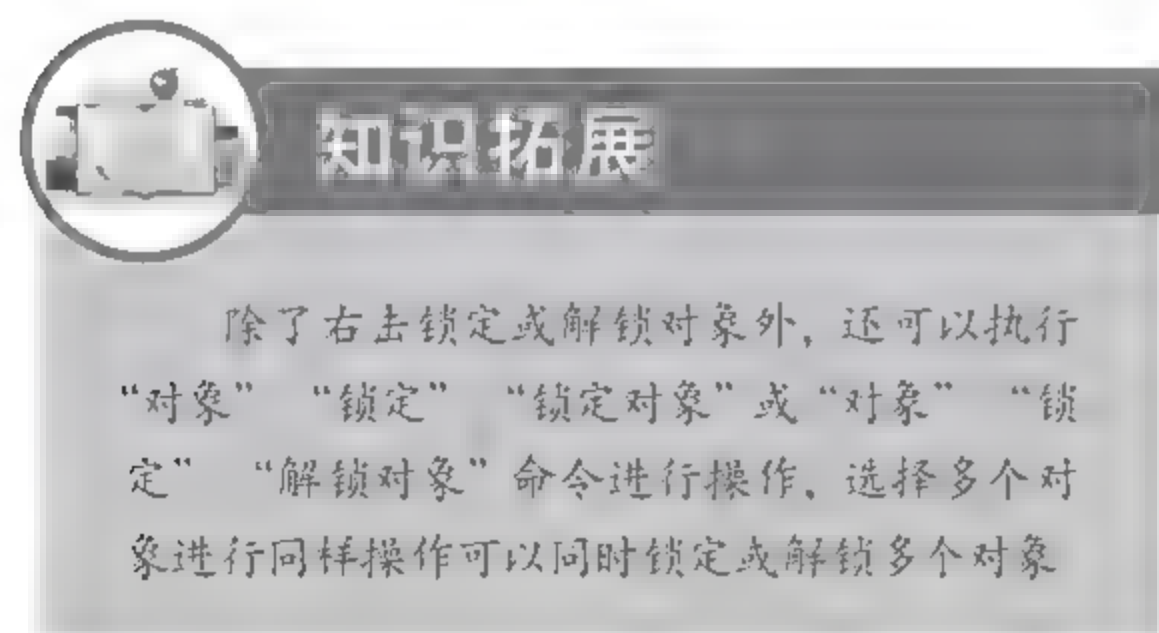 知识拓展
除了右击锁定或解锁对象外，还可以执行
“对象” “锁定” “锁定对象”或“对象” “锁
定” “解锁对象”命令进行操作。选择多个对
象进行同样操作可以同时锁定或解锁多个对象